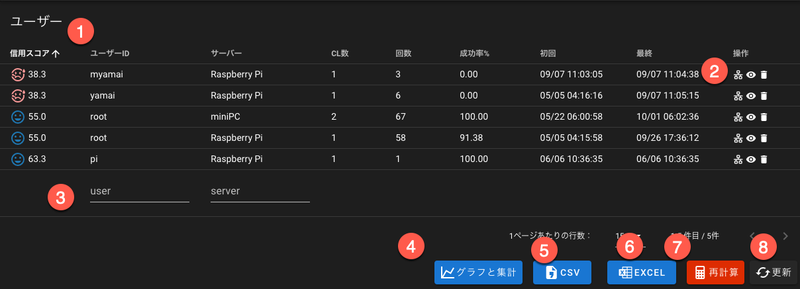 ユーザー
1
信用スコア ユーザーID サーバー CL数 回数 成功率% 初回 最終 操作
38.3 myamai Raspberry Pi 1 3 0.00 09/07 11:03:05 09/07 11:04:38 2
38.3 yamai Raspberry Pi 1 6 0.00 05/05 04:16:16 09/07 11:05:15
55.0 root miniPC 2 67 100.00 05/22 06:00:58 10/01 06:02:36
55.0 root Raspberry Pi 1 58 91.38 05/05 04:15:58 09/26 17:36:12
63.3 pi Raspberry Pi 1 1 100.00 06/06 10:36:35 06/06 10:36:35
3 user server
1ページあたりの行数： 件目 / 5件
4 5 6 7 8
グラフと集計 CSV EXCEL 再計算 更新